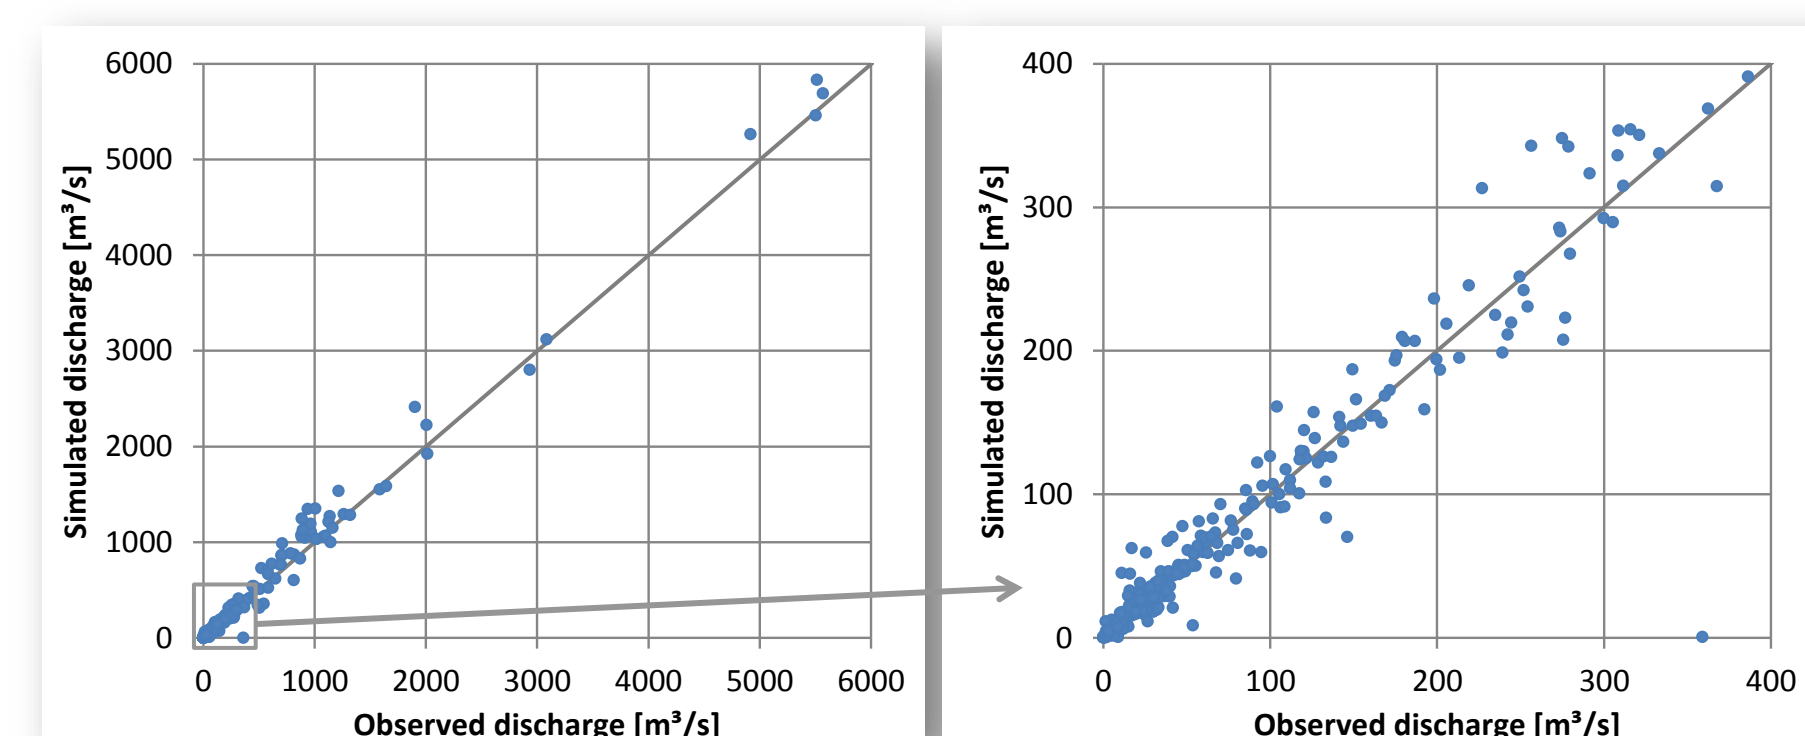 Simulated discharge [m³/s]
6000
5000
4000
3000
2000
1000
0
0 1000 2000 3000 4000 5000 6000
Observed discharge [m³/s]
Simulated discharge [m³/s]
400
300
200
100
0
0 100 200 300 400
Observed discharge [m³/s]